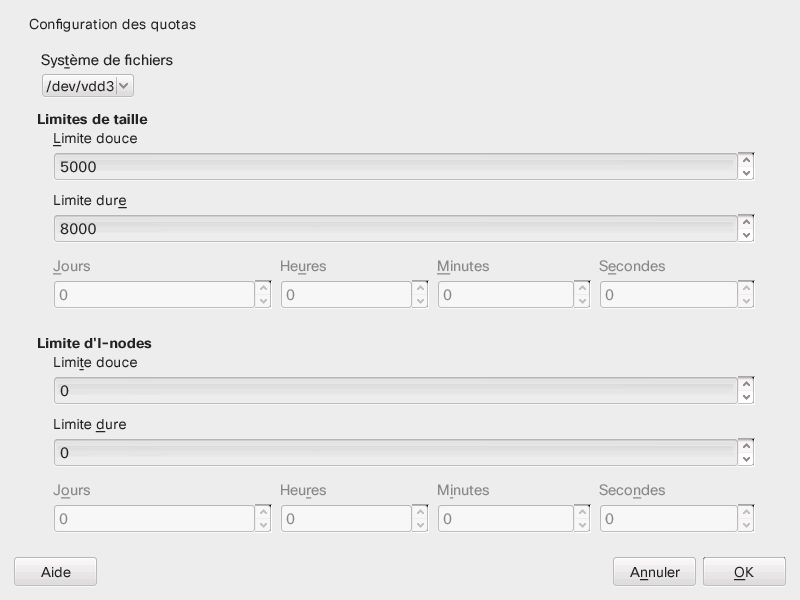 Configuration des quotas
Système de fichiers
/dev/vdd3
Limites de taille
Limite douce
5000
Limite dure
8000
Jours Heures Minutes Secondes
0 0 0 0
Limite d'I-nodes
Limite douce
0
Limite dure
0
Jours Heures Minutes Secondes
0 0 0 0
Aide Annuler OK